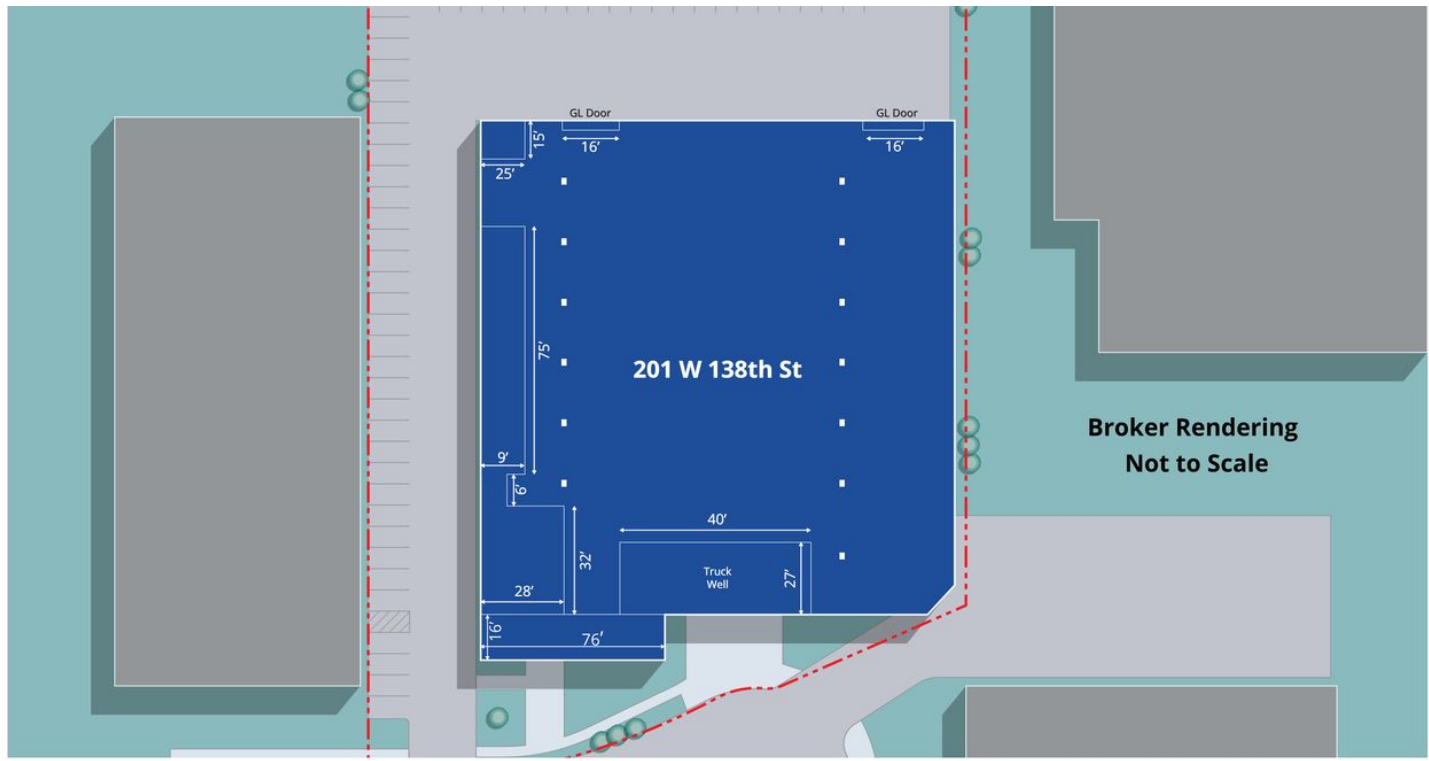 GL Door
GL Door
16′
16′
15′
25′
75′
201 W 138th St
Broker Rendering
Not to Scale
9′
6′
40′
32′
Truck
Well
27′
28′
16′
76′